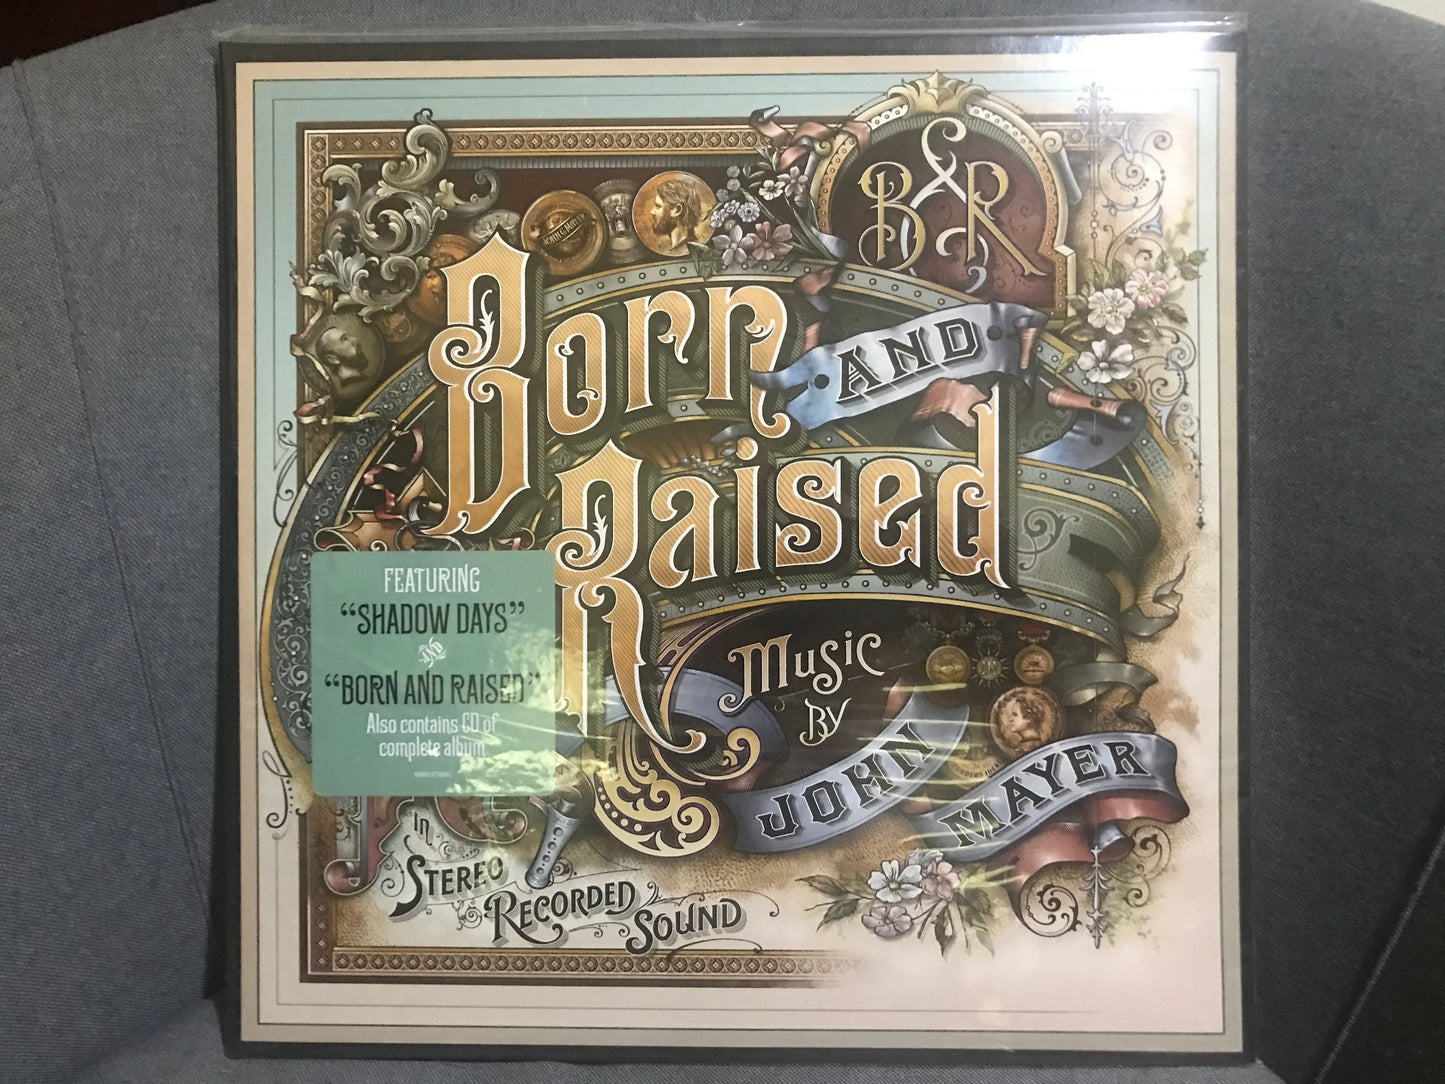 B&R
Born
AND
Raised
FEATURING
“SHADOW DAYS”
AND
“BORN AND RAISED”
Also contains CD of
complete album
Music
BY
JOHN
MAYER
In
STEREO
RECORDED
SOUND